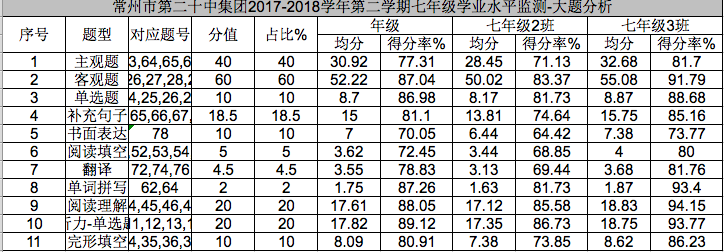 常州市第二十中集团2017-2018学年第二学期七年级学业水平监测-大题分析
序号 题型 对应题号 分值 占比% 年级 七年级2班 七年级3班
均分 得分率% 均分 得分率% 均分 得分率%
1 主观题 3,64,65,6 40 40 30.92 77.31 28.45 71.13 32.68 81.7
2 客观题 26,27,28,2 60 60 52.22 87.04 50.02 83.37 55.08 91.79
3 单选题 4,25,26,2 10 10 8.7 86.98 8.17 81.73 8.87 88.68
4 补充句子 65,66,67, 18.5 18.5 15 81.1 13.81 74.64 15.75 85.16
5 书面表达 78 10 10 7 70.05 6.44 64.42 7.38 73.77
6 阅读填空 52,53,54 5 5 3.62 72.45 3.44 68.85 4 80
7 翻译 72,74,76 4.5 4.5 3.55 78.83 3.13 69.44 3.68 81.76
8 单词拼写 62,64 2 2 1.75 87.26 1.63 81.73 1.87 93.4
9 阅读理解 4,45,46,4 20 20 17.61 88.05 17.12 85.58 18.83 94.15
10 力-单选 1,12,13,1 20 20 17.82 89.12 17.35 86.73 18.75 93.77
11 完形填空 4,35,36,3 10 10 8.09 80.91 7.38 73.85 8.62 86.23